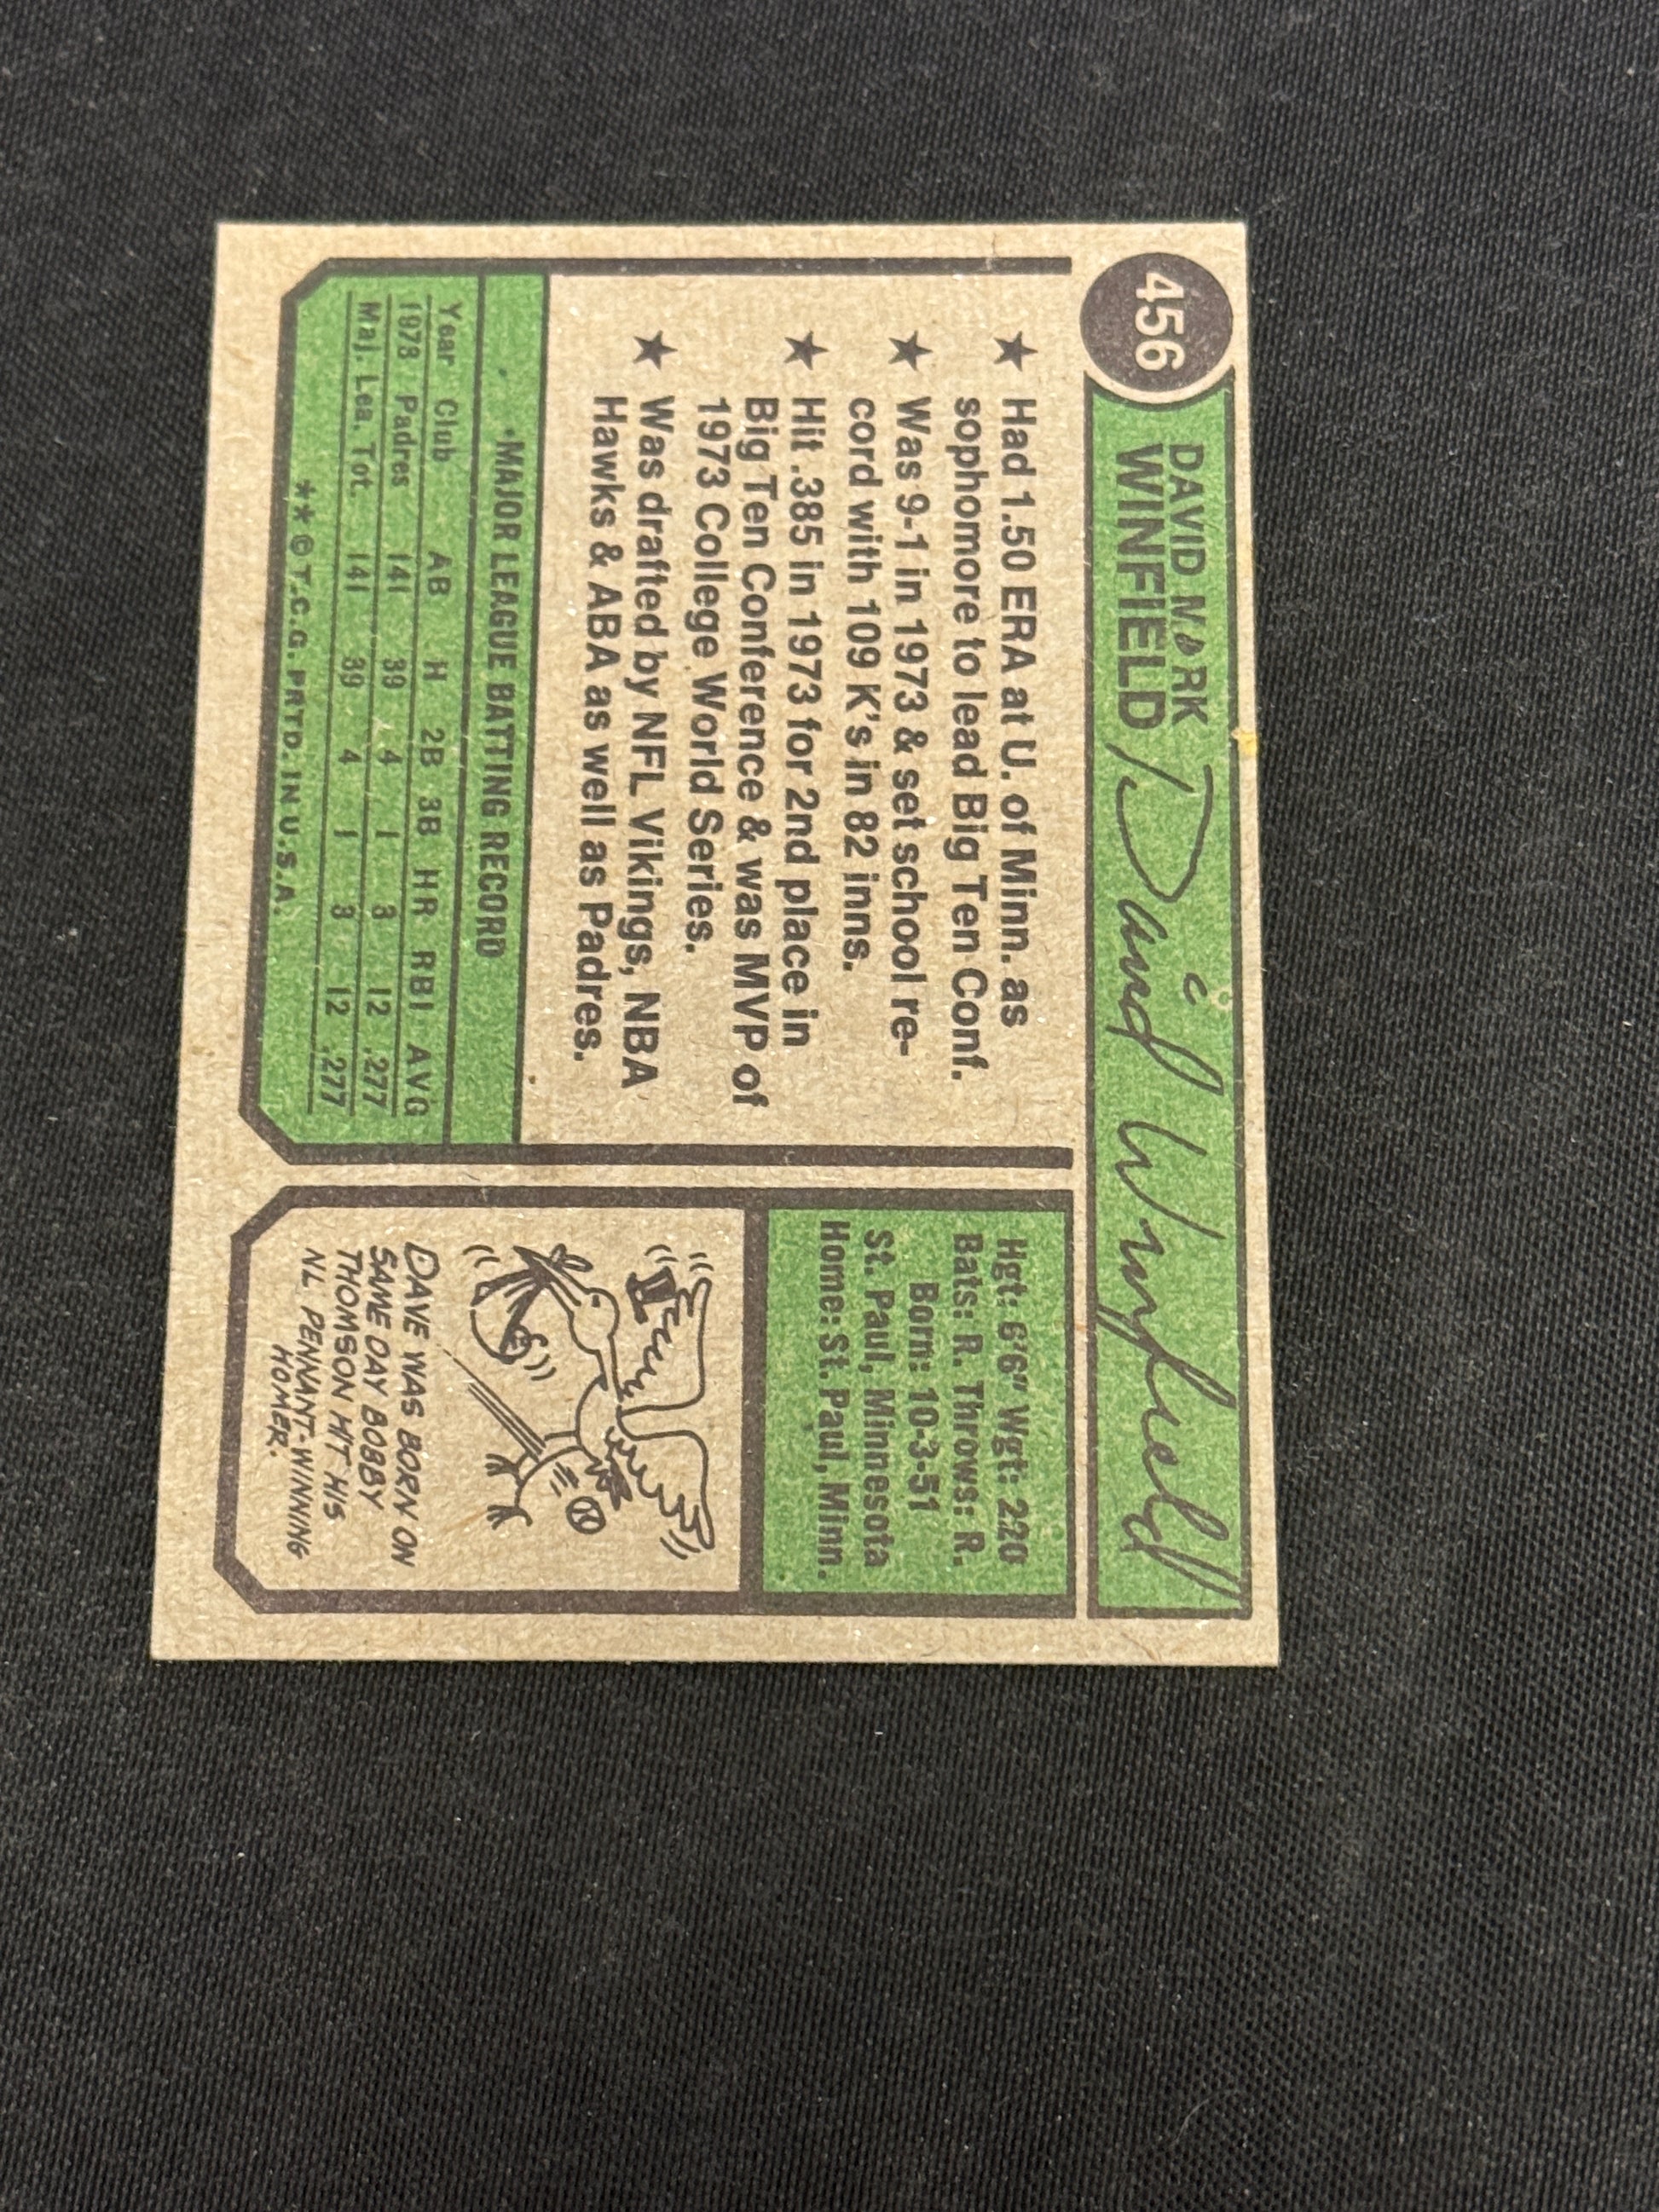 456
DAVID MARK
WINFIELD
David Winfield
★ Had 1.50 ERA at U. of Minn. as
sophomore to lead Big Ten Conf.
★ Was 9-1 in 1973 & set school re-
cord with 109 K's in 82 inns.
★ Hit .385 in 1973 for 2nd place in
Big Ten Conference & was MVP of
1973 College World Series.
★ Was drafted by NFL Vikings, NBA
Hawks & ABA as well as Padres.
MAJOR LEAGUE BATTING RECORD
Year Club AB H 2B 3B HR RBI AVG
1973 Padres 141 39 4 1 3 12 .277
Maj. Lea. Tot. 141 39 4 1 3 12 .277
**©T.C.G. PRTD. IN U.S.A.
Hgt: 6'6" Wgt: 220
Bats: R. Throws: R.
Born: 10-3-51
St. Paul, Minnesota
Home: St. Paul, Minn.
DAVE WAS BORN ON
SAME DAY BOBBY
THOMSON HIT HIS
NL PENNANT-WINNING
HOMER.